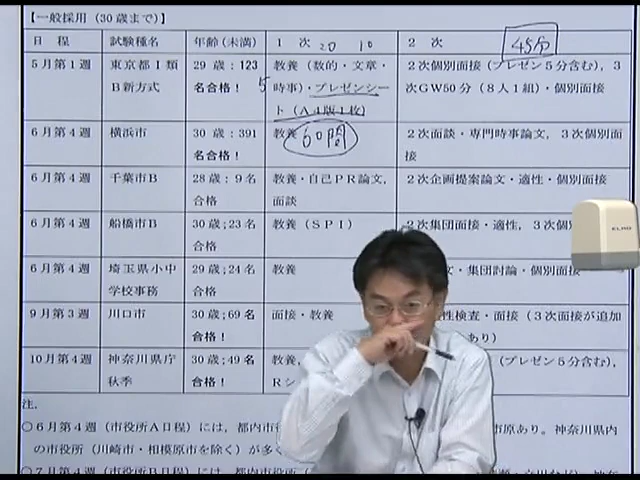 【一般採用（30歳まで）】
日 程 試験種名 年齢(未満) 1 次 20 10 2 次 45分
5月第1週 東京都Ⅰ類B新方式 29歳:123名合格! 教養(数的・文章・時事)・プレゼンシート(A4版1枚) 5 2次個別面接(プレゼン5分含む), 3次GW50分(8人1組)・個別面接
6月第4週 横浜市 30歳:391名合格! 教養 60問 2次面談・専門時事論文, 3次個別面接
6月第4週 千葉市B 28歳:9名合格 教養・自己PR論文, 面談 2次企画提案論文・適性・個別面接
6月第4週 船橋市B 30歳;23名合格 教養(SPI) 2次集団面接・適性, 3次個
6月第4週 埼玉県小中学校事務 29歳;24名合格 教養 文・集団討論・個別面接
9月第3週 川口市 30歳;69名合格! 面接・教養 性検査・面接(3次面接が追加 あり)
10月第4週 神奈川県庁秋季 30歳;49名合格! 教養, Rシ (プレゼン5分含む),
注.
○6月第4週(市役所A日程)には, 都内市役 市原あり。神奈川県内
の市役所(川崎市・相模原市を除く)が多く
○7月第4週(市役所B日程)には, 都内
ELMO